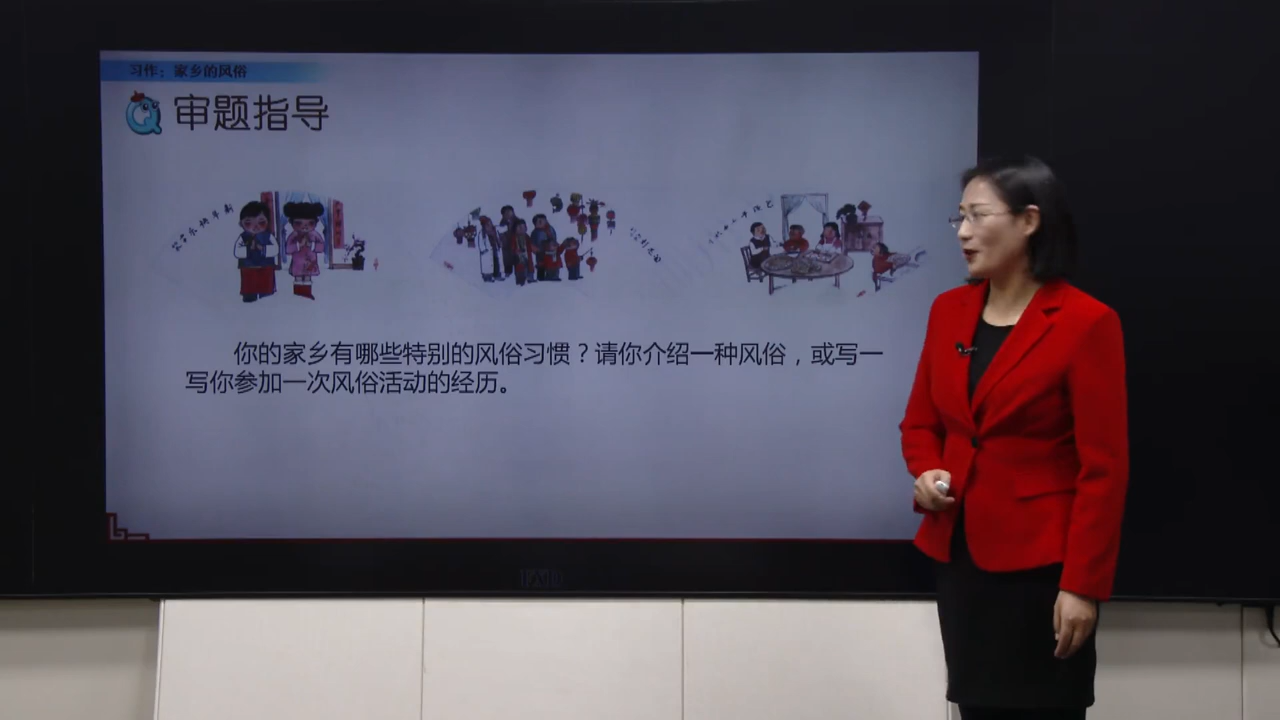 习作：家乡的风俗
审题指导
你的家乡有哪些特别的风俗习惯？请你介绍一种风俗，或写一
写你参加一次风俗活动的经历。